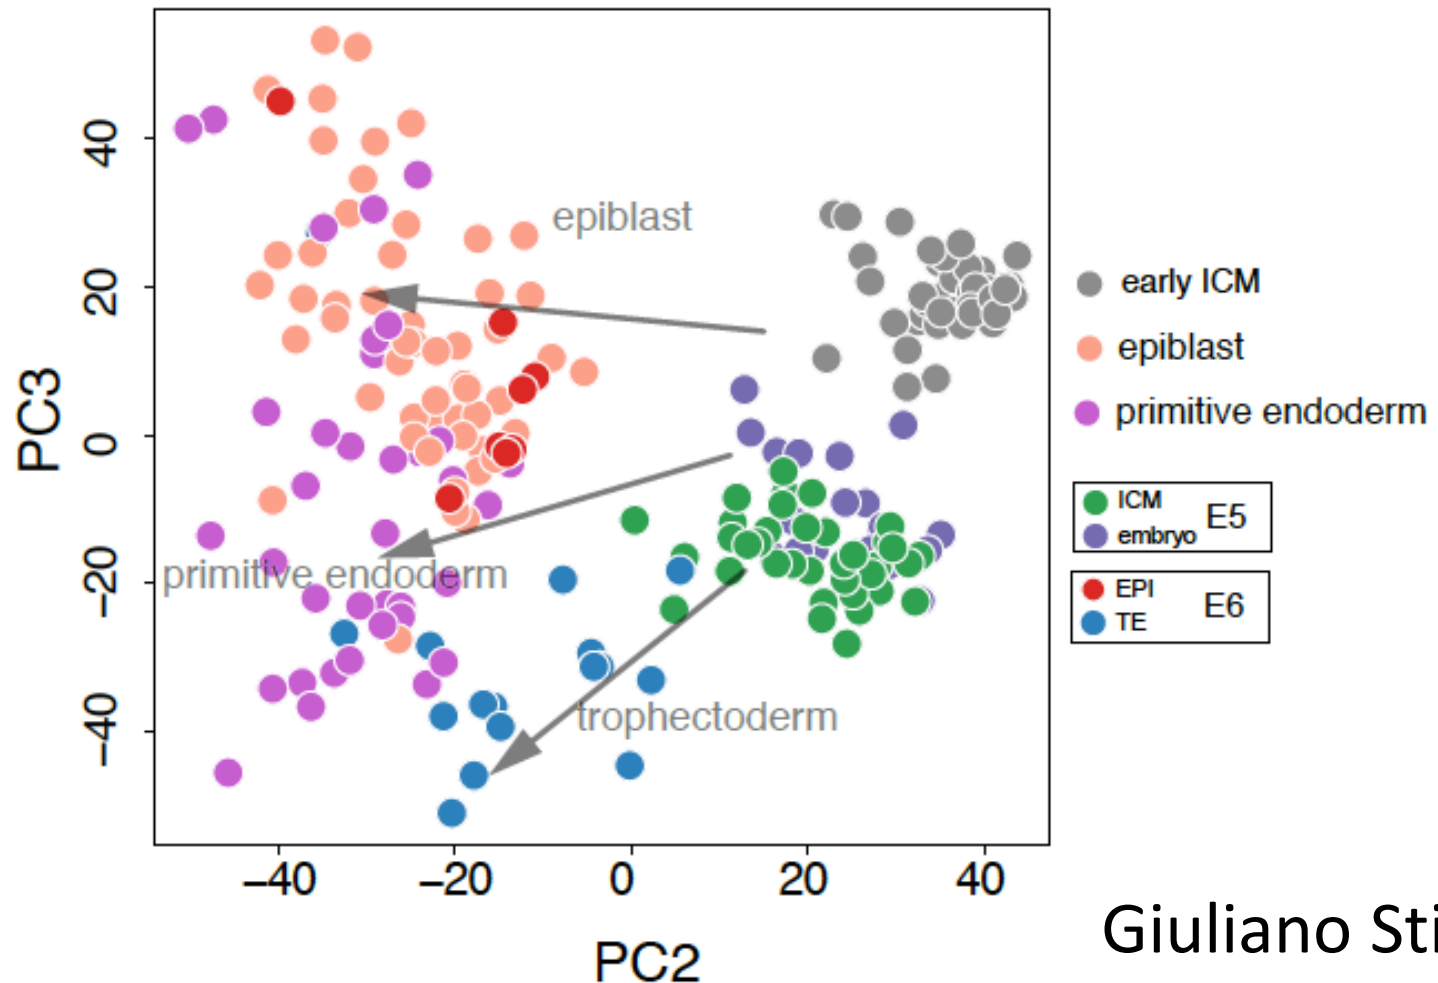 PC3
40
20
0
−20
−40
epiblast
primitive endoderm
trophectoderm
−40
−20
0
20
40
PC2
early ICM
epiblast
primitive endoderm
ICM
embryo
E5
EPI
TE
E6
Giuliano